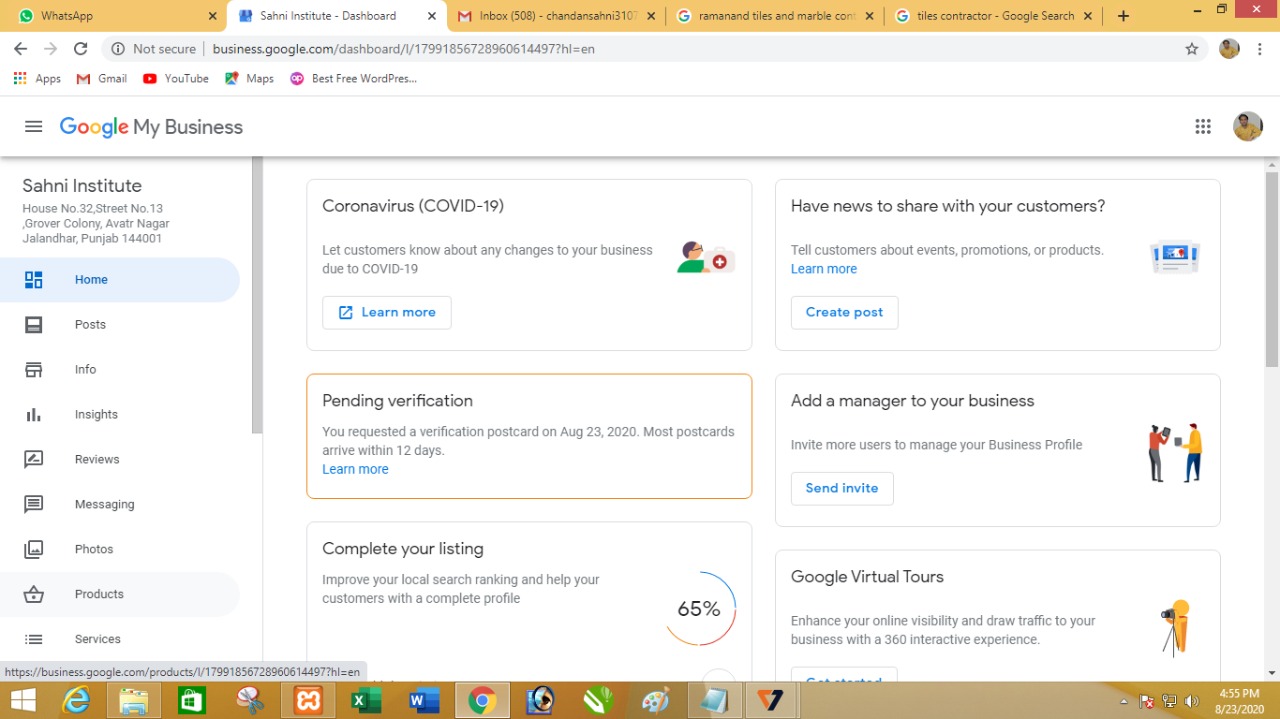 WhatsApp
Sahni Institute - Dashboard
Inbox (508) - chandansahni3107
ramanand tiles and marble cont
tiles contractor - Google Search
Not secure
business.google.com/dashboard/l/17991856728960614497?hl=en
Apps
Gmail
YouTube
Maps
Best Free WordPres...
Google My Business
Sahni Institute
House No.32,Street No.13
,Grover Colony, Avatr Nagar
Jalandhar, Punjab 144001
Home
Posts
Info
Insights
Reviews
Messaging
Photos
Products
Services
Coronavirus (COVID-19)
Let customers know about any changes to your business
due to COVID-19
Learn more
Have news to share with your customers?
Tell customers about events, promotions, or products.
Learn more
Create post
Pending verification
You requested a verification postcard on Aug 23, 2020. Most postcards
arrive within 12 days.
Learn more
Add a manager to your business
Invite more users to manage your Business Profile
Send invite
Complete your listing
Improve your local search ranking and help your
customers with a complete profile
65%
Google Virtual Tours
Enhance your online visibility and draw traffic to your
business with a 360 interactive experience.
Get started
https://business.google.com/products/l/17991856728960614497?hl=en
4:55 PM
8/23/2020